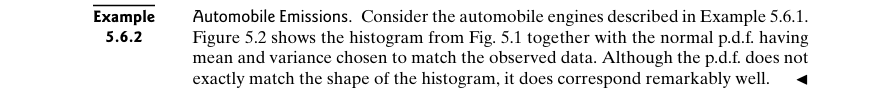 Example 5.6.2
Automobile Emissions. Consider the automobile engines described in Example 5.6.1.
Figure 5.2 shows the histogram from Fig. 5.1 together with the normal p.d.f. having
mean and variance chosen to match the observed data. Although the p.d.f. does not
exactly match the shape of the histogram, it does correspond remarkably well. ◄